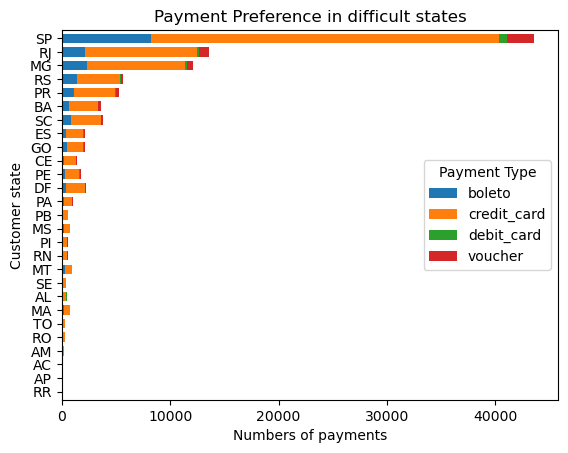 Payment Preference in difficult states
SP
RJ
MG
RS
PR
BA
SC
ES
GO
CE
PE
DF
PA
PB
MS
PI
RN
MT
SE
AL
MA
TO
RO
AM
AC
AP
RR
Customer state
Payment Type
boleto
credit_card
debit_card
voucher
0 10000 20000 30000 40000
Numbers of payments